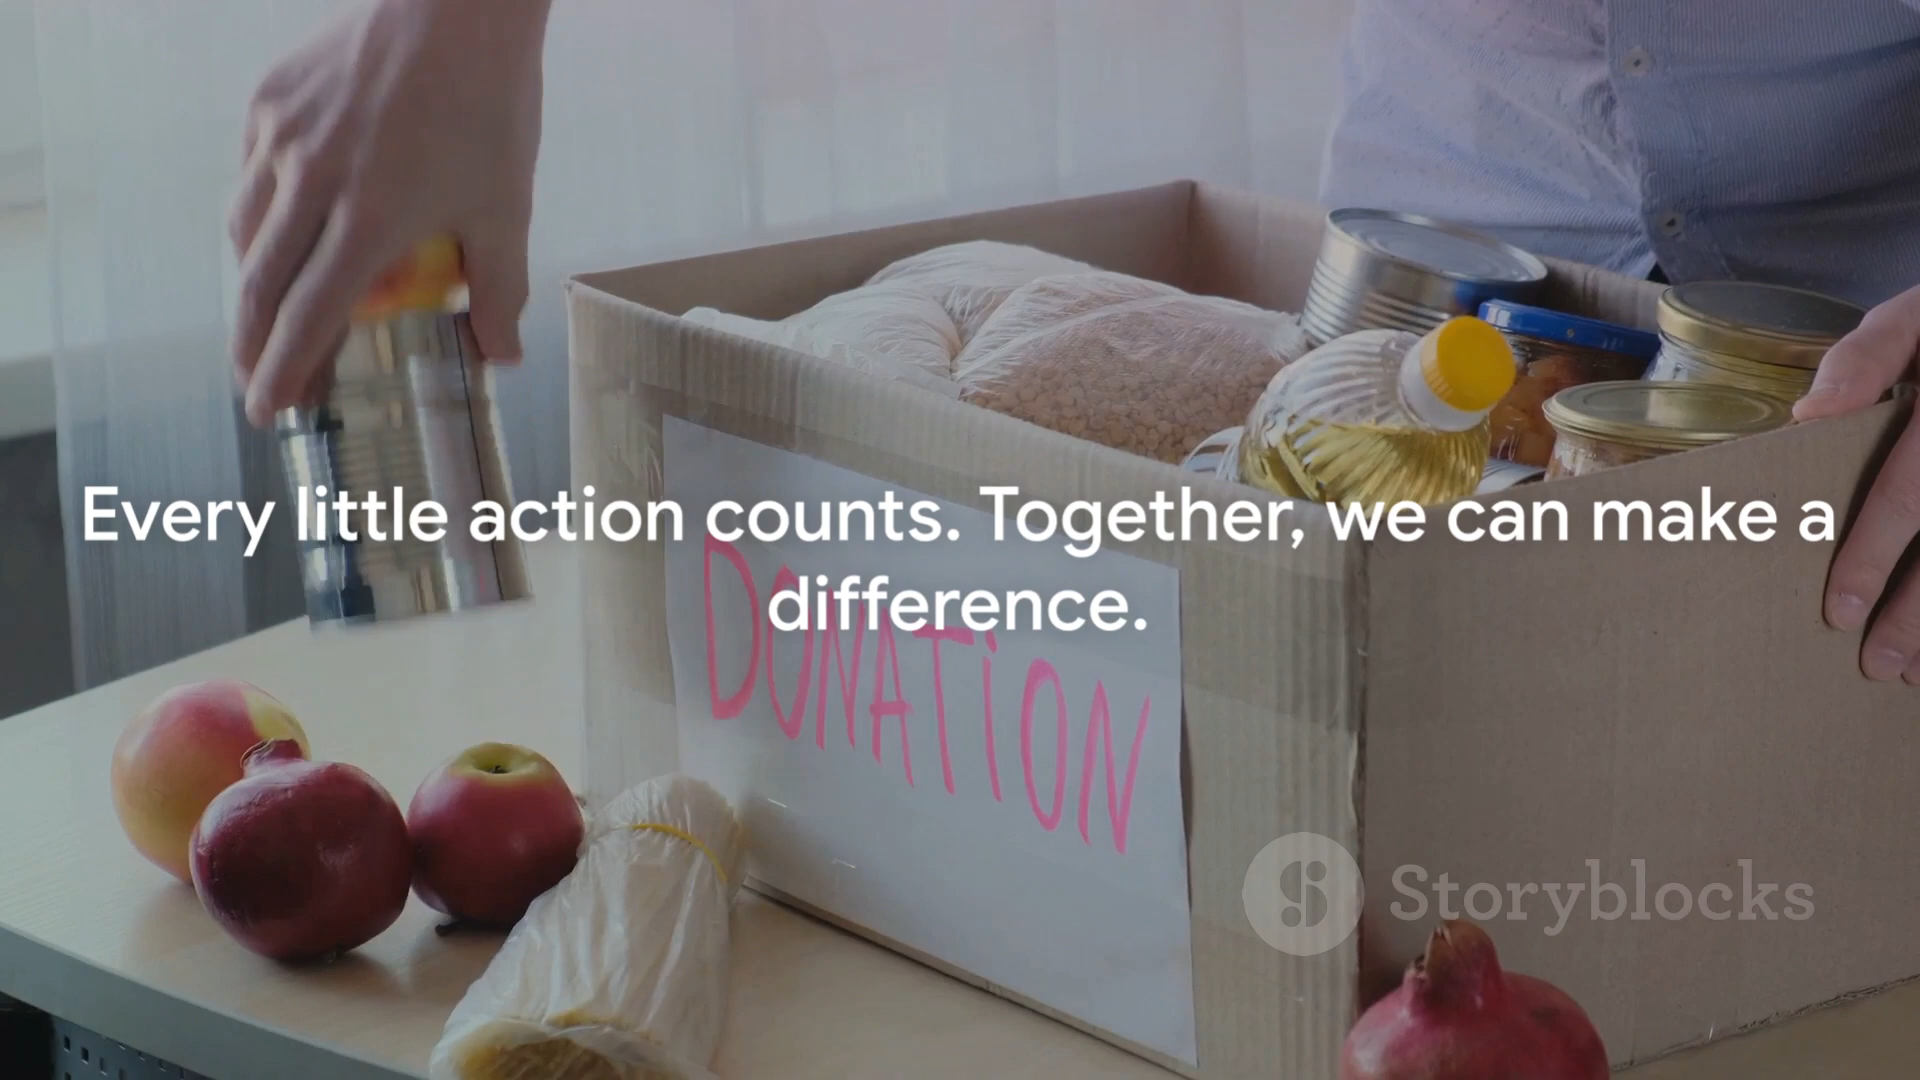 Every little action counts. Together, we can make a
difference.
DONATiON
Storyblocks